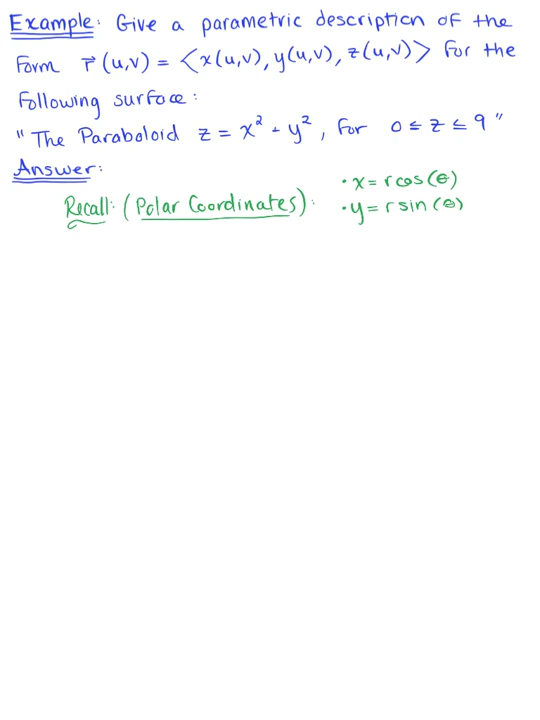 Example: Give a parametric description of the
form r⃗(u,v) = <x(u,v), y(u,v), z(u,v)> for the
following surface:
"The Paraboloid z = x² + y², for 0 ≤ z ≤ 9"
Answer:
Recall: (Polar Coordinates): • x = r cos(θ)
• y = r sin(θ)